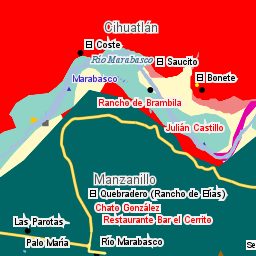 Cihuatlán
Coste
Río Marabasco
Saucito
Marabasco
Bonete
Rancho de Brambila
Julián Castillo
Manzanillo
Quebradero (Rancho de Elías)
Chato González
Restaurante Bar el Cerrito
Las Parotas
Palo María
Río Marabasco
Se